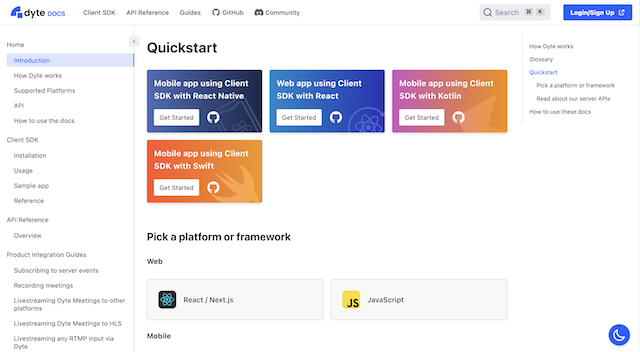 dyte DOCS
Client SDK
API Reference
Guides
GitHub
Community
Search ⌘ K
Login/Sign Up
Home
Introduction
How Dyte works
Supported Platforms
API
How to use the docs
Client SDK
Installation
Usage
Sample app
Reference
API Reference
Overview
Product Integration Guides
Subscribing to server events
Recording meetings
Livestreaming Dyte Meetings to other
platforms
Livestreaming Dyte Meetings to HLS
Livestreaming any RTMP input via
Dyte
Quickstart
Mobile app using Client
SDK with React Native
Get Started
Web app using Client
SDK with React
Get Started
Mobile app using Client
SDK with Kotlin
Get Started
Mobile app using Client
SDK with Swift
Get Started
Pick a platform or framework
Web
React / Next.js
JS
JavaScript
Mobile
How Dyte works
Glossary
Quickstart
Pick a platform or framework
Read about our server APIs
How to use these docs